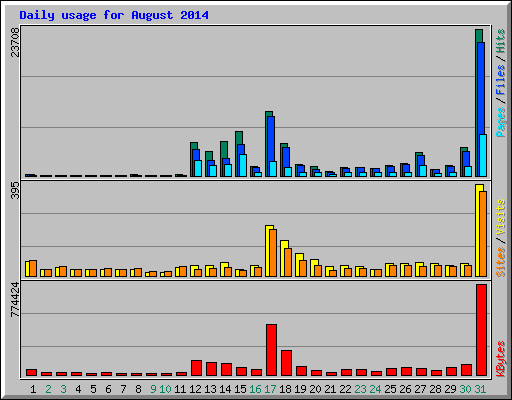 Daily usage for August 2014
23708
Pages / Files / Hits
395
Sites / Visits
774424
KBytes
1 2 3 4 5 6 7 8 9 10 11 12 13 14 15 16 17 18 19 20 21 22 23 24 25 26 27 28 29 30 31